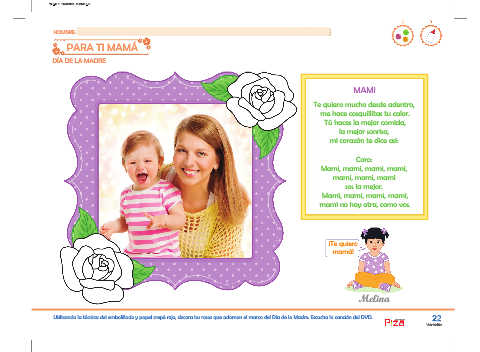 NOMBRE:
PARA TI MAMÁ
DÍA DE LA MADRE
MAMI
Te quiero mucho desde adentro,
me hace cosquillitas tu calor.
Tú haces la mejor comida,
la mejor sonrisa,
mi corazón te dice así:
Coro:
Mami, mami, mami, mami,
mami, mami, mami
sos la mejor.
Mami, mami, mami, mami,
mami no hay otra, como vos.
¡Te quiero
mamá!
Melina
Utilizando la técnica del embolillado y papel crepé rojo, decora las rosas que adornan el marco del Día de la Madre. Escucha la canción del DVD.
Piza
22